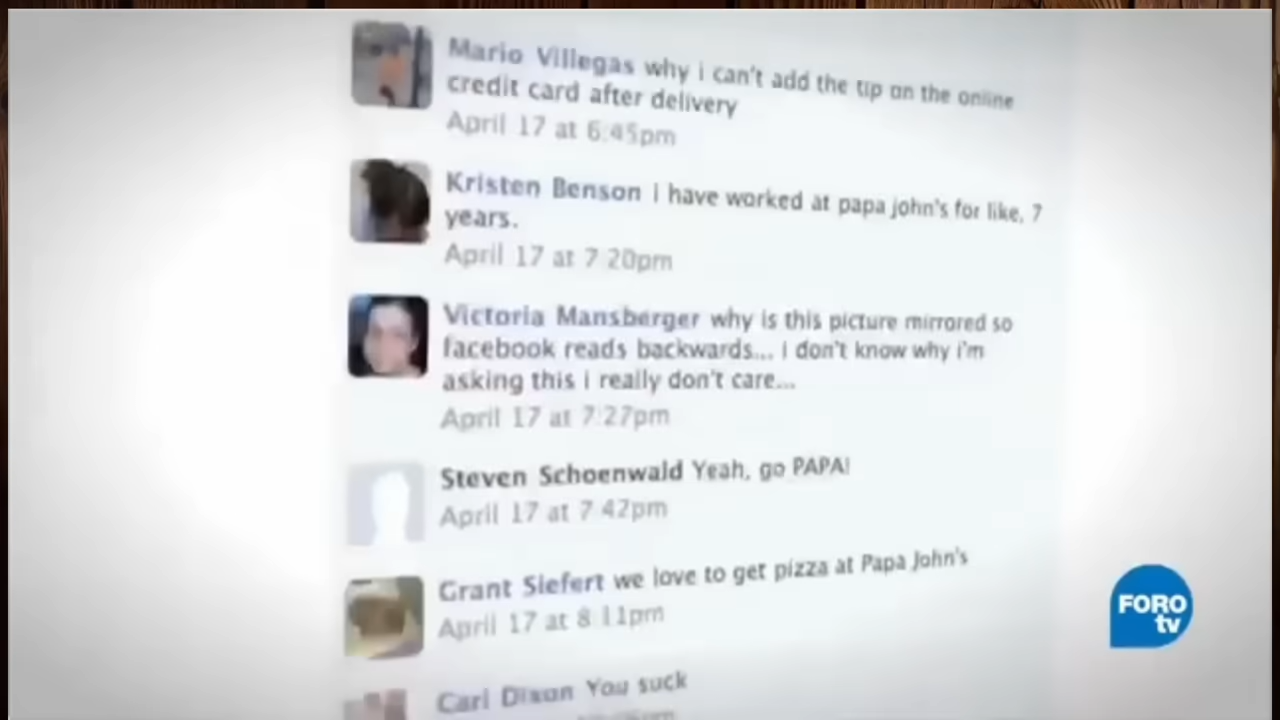 Mario Villegas why i can't add the tip on the online
credit card after delivery
April 17 at 6:45pm
Kristen Benson I have worked at papa john's for like, 7
years.
April 17 at 7:20pm
Victoria Mansberger why is this picture mirrored so
facebook reads backwards... i don't know why i'm
asking this i really don't care...
April 17 at 7:27pm
Steven Schoenwald Yeah, go PAPA!
April 17 at 7:42pm
Grant Siefert we love to get pizza at Papa John's
April 17 at 8:11pm
Carl Dixon You suck
FORO
tv